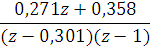 0,271z + 0,358
(z − 0,301)(z − 1)